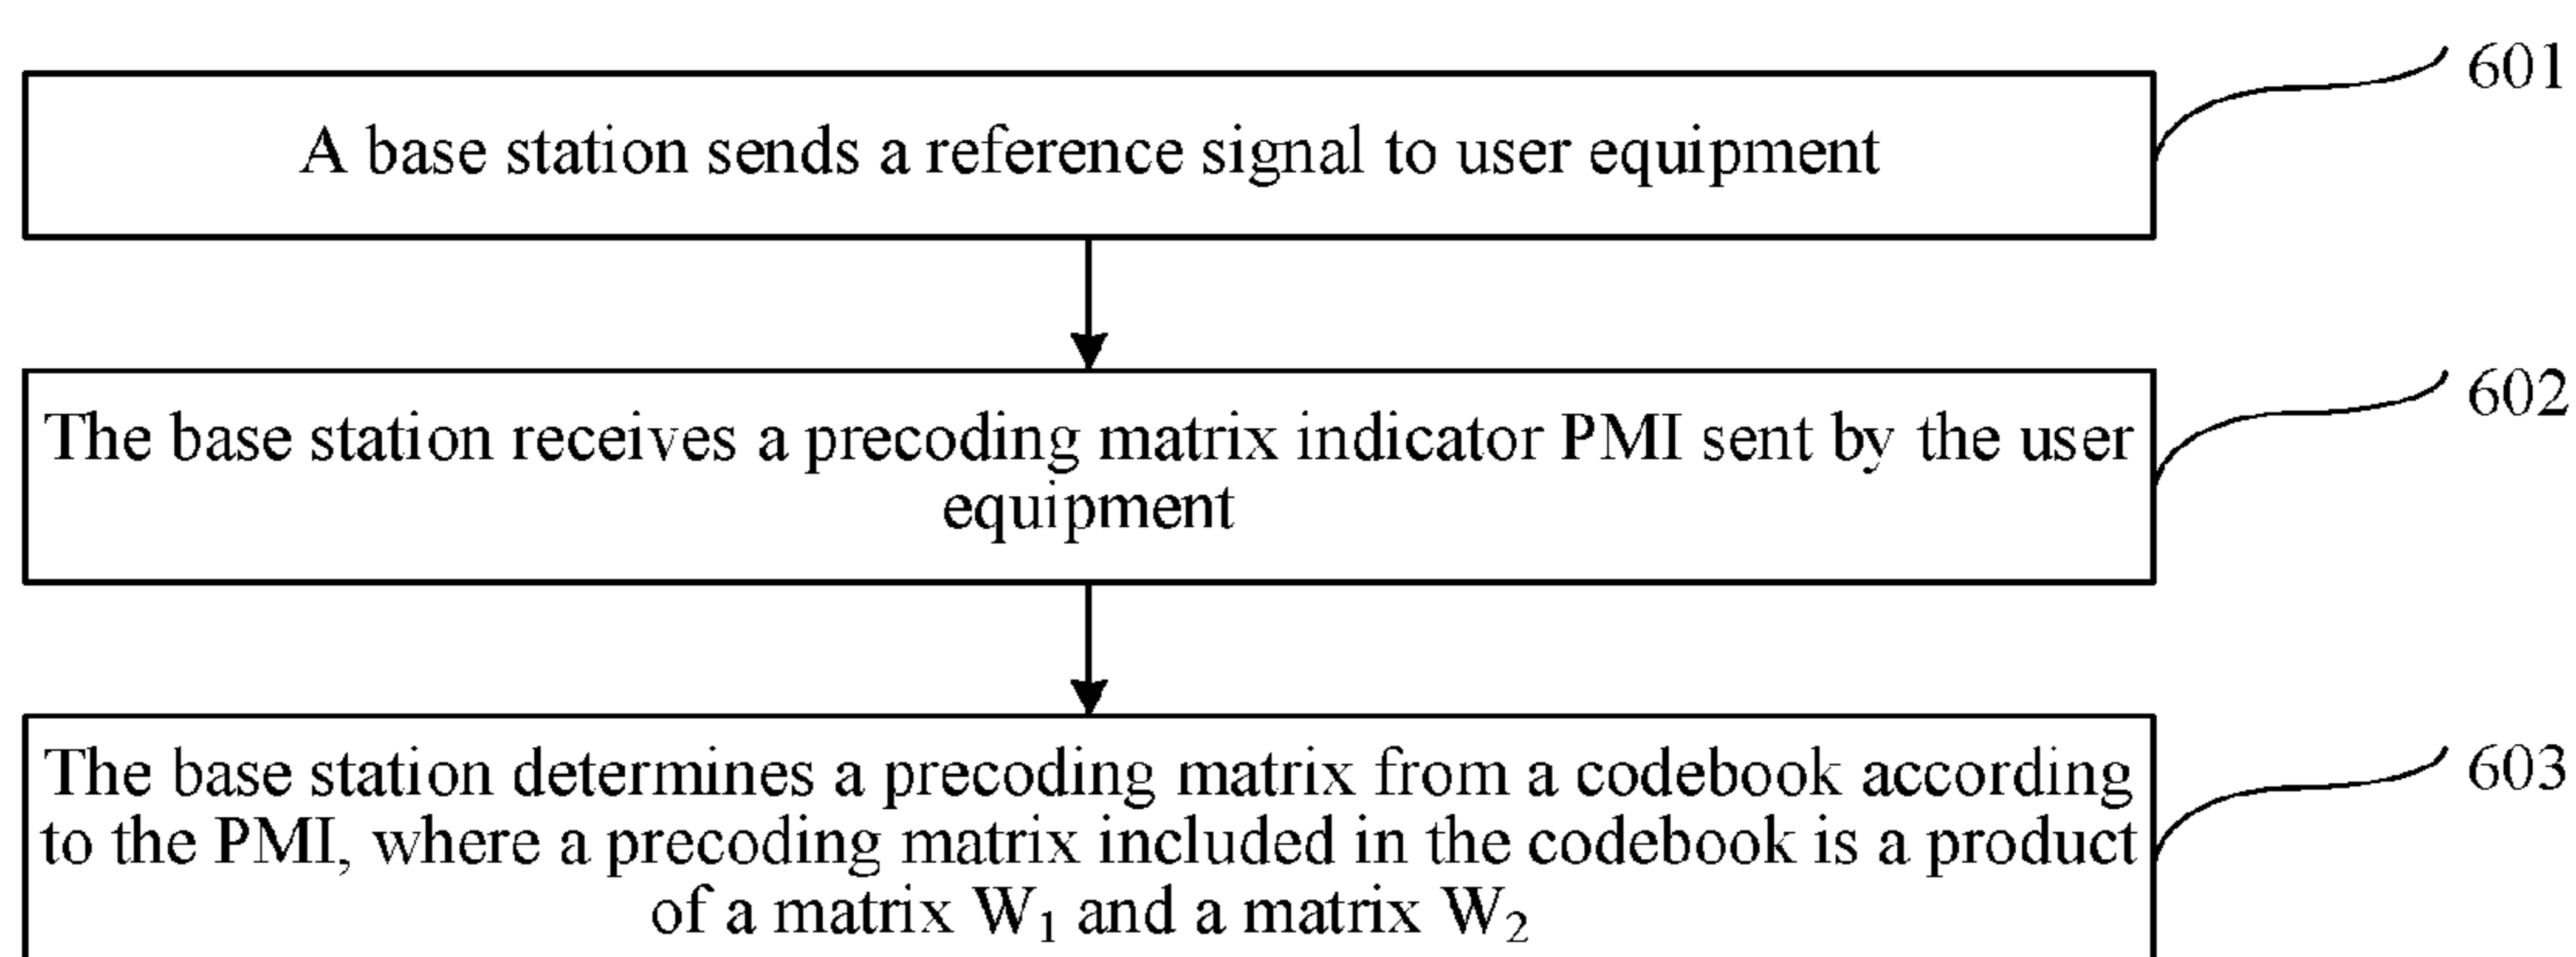 601
A base station sends a reference signal to user equipment
602
The base station receives a precoding matrix indicator PMI sent by the user
equipment
603
The base station determines a precoding matrix from a codebook according
to the PMI, where a precoding matrix included in the codebook is a product
of a matrix W₁ and a matrix W₂